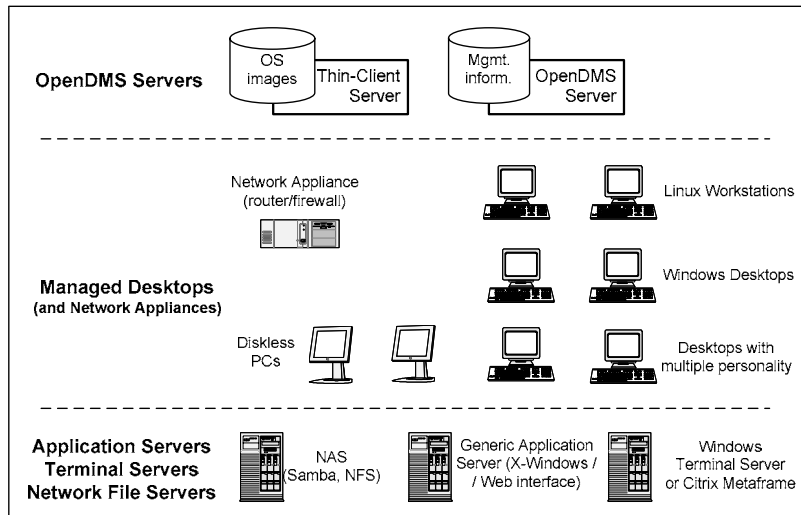 OpenDMS Servers
OS
images
Thin-Client
Server
Mgmt.
inform.
OpenDMS
Server
Network Appliance
(router/firewall)
Linux Workstations
Managed Desktops
(and Network Appliances)
Windows Desktops
Diskless
PCs
Desktops with
multiple personality
Application Servers
Terminal Servers
Network File Servers
NAS
(Samba, NFS)
Generic Application
Server (X-Windows /
/ Web interface)
Windows
Terminal Server
or Citrix Metaframe